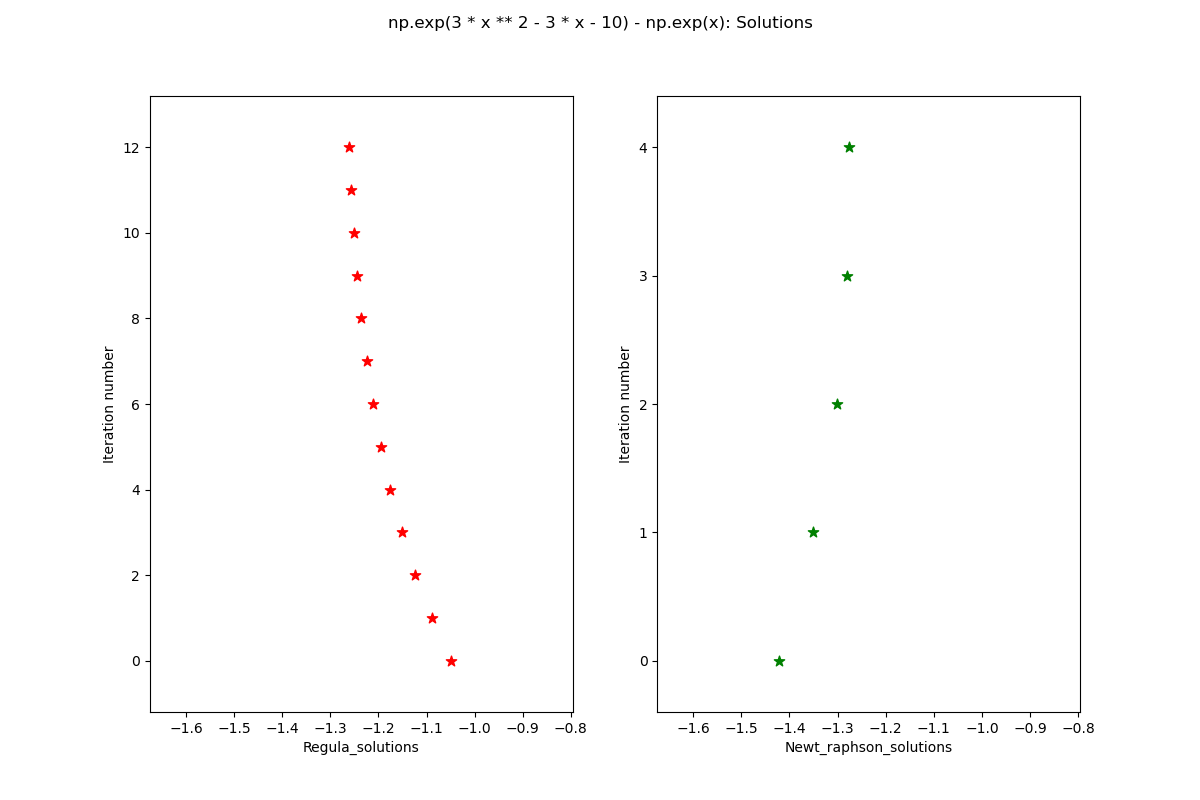 np.exp(3 * x ** 2 - 3 * x - 10) - np.exp(x): Solutions
12
10
8
6
4
2
0
Iteration number
−1.6 −1.5 −1.4 −1.3 −1.2 −1.1 −1.0 −0.9 −0.8
Regula_solutions
4
3
2
1
0
Iteration number
−1.6 −1.5 −1.4 −1.3 −1.2 −1.1 −1.0 −0.9 −0.8
Newt_raphson_solutions